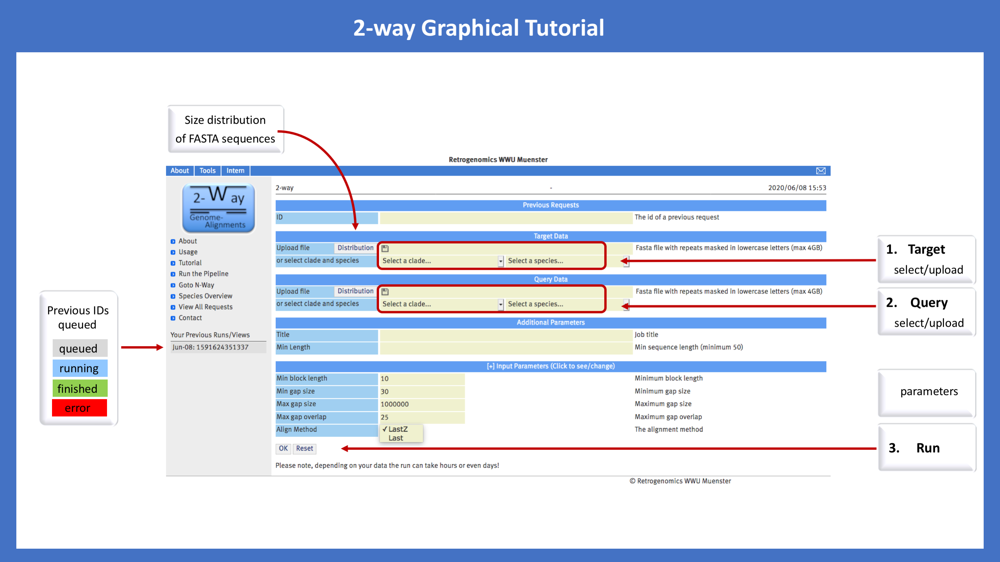 2-way Graphical Tutorial
Size distribution
of FASTA sequences
Retrogenomics WWU Muenster
About Tools Intern
2-Way
Genome-
Alignments
About
Usage
Tutorial
Run the Pipeline
Goto N-Way
Species Overview
View All Requests
Contact
Your Previous Runs/Views
Jun-08: 1591624351337
Previous IDs
queued
queued
running
finished
error
2-way - 2020/06/08 15:53
Previous Requests
ID The id of a previous request
Target Data
Upload file Distribution Fasta file with repeats masked in lowercase letters (max 4GB)
or select clade and species Select a clade... Select a species...
Query Data
Upload file Distribution Fasta file with repeats masked in lowercase letters (max 4GB)
or select clade and species Select a clade... Select a species...
Additional Parameters
Title Job title
Min Length Min sequence length (minimum 50)
[+] Input Parameters (Click to see/change)
Min block length 10 Minimum block length
Min gap size 30 Minimum gap size
Max gap size 1000000 Maximum gap size
Max gap overlap 25 Maximum gap overlap
Align Method ✓LastZ The alignment method
Last
OK Reset
Please note, depending on your data the run can take hours or even days!
© Retrogenomics WWU Muenster
1. Target
select/upload
2. Query
select/upload
parameters
3. Run